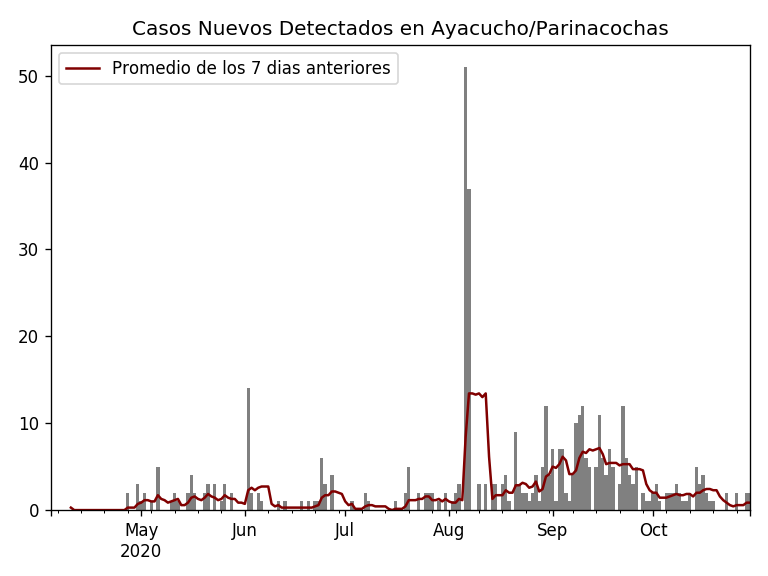 Casos Nuevos Detectados en Ayacucho/Parinacochas
Promedio de los 7 dias anteriores
50
40
30
20
10
0
May Jun Jul Aug Sep Oct
2020